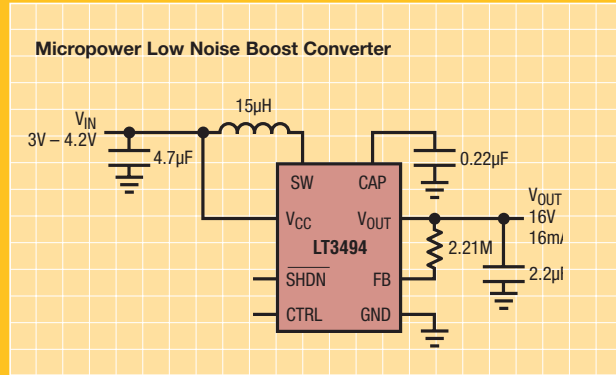 Micropower Low Noise Boost Converter
15µH
VIN
3V – 4.2V
4.7µF
0.22µF
SW CAP
VOUT
16V
VCC VOUT
LT3494
2.21M
SHDN FB
CTRL GND